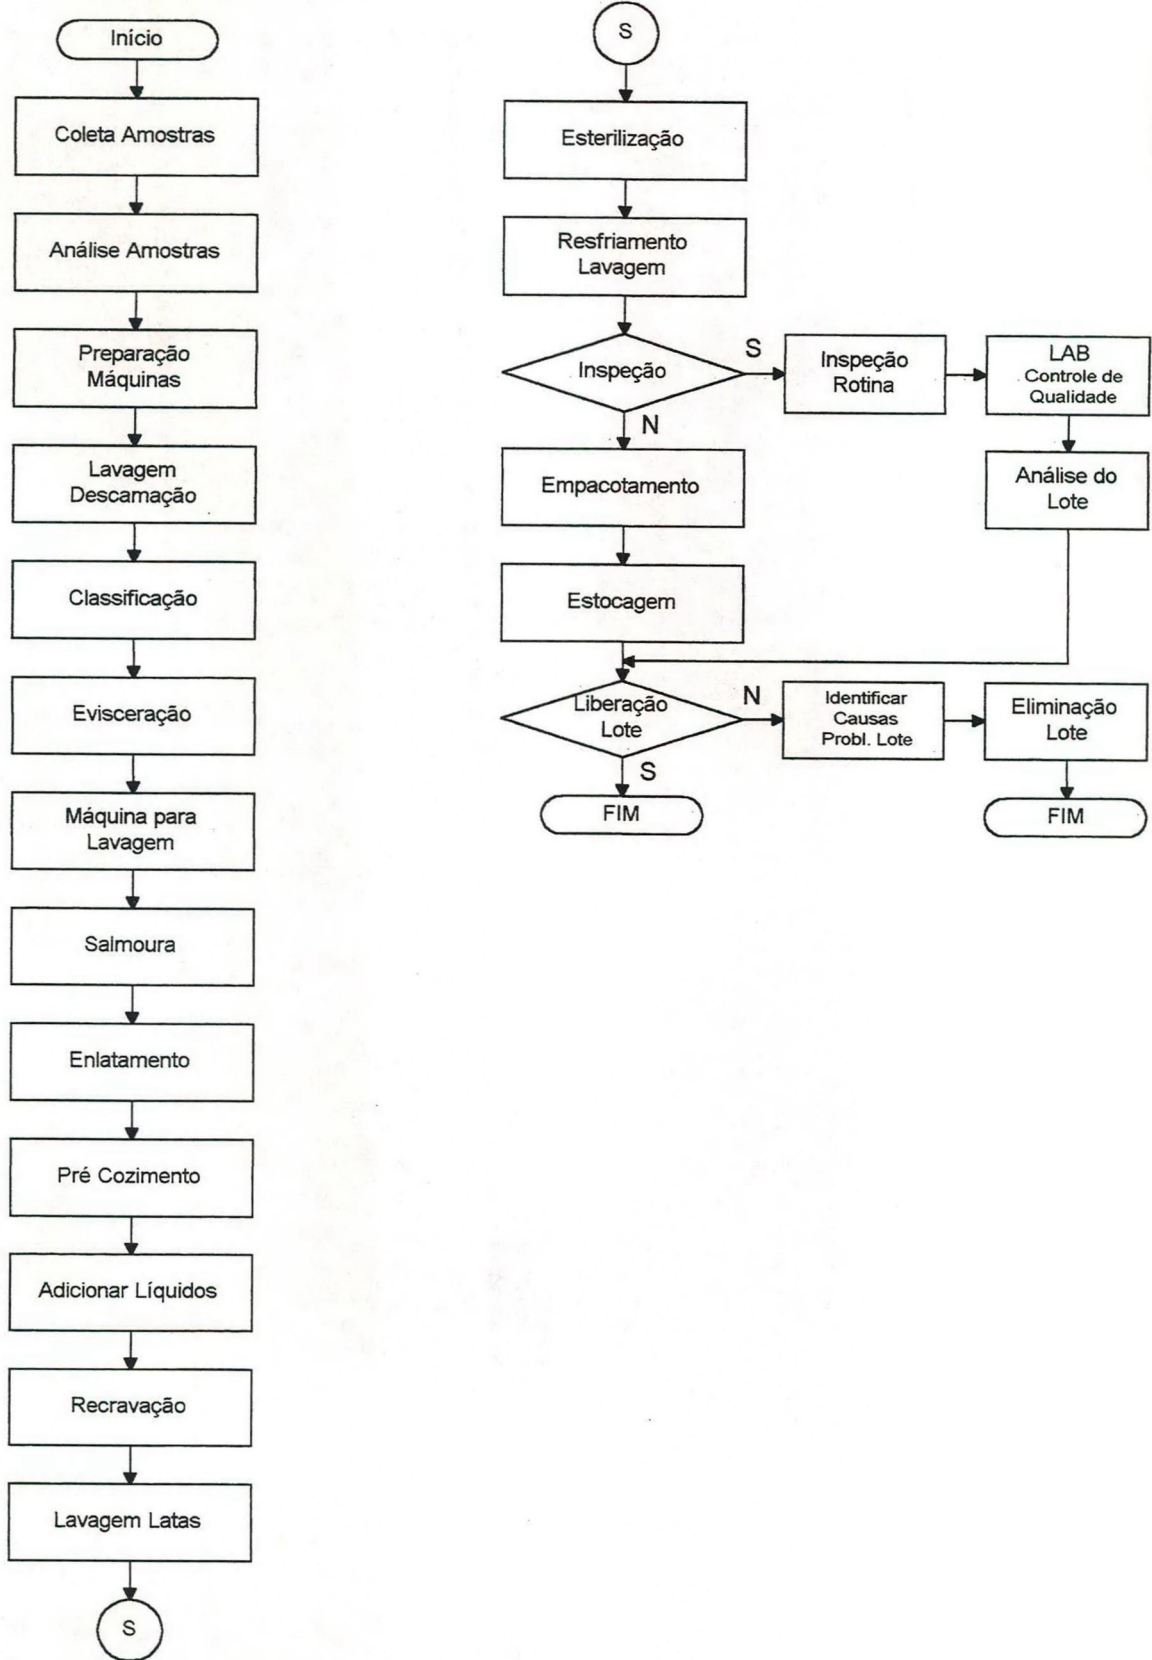 Início
Coleta Amostras
Análise Amostras
Preparação
Máquinas
Lavagem
Descamação
Classificação
Evisceração
Máquina para
Lavagem
Salmoura
Enlatamento
Pré Cozimento
Adicionar Líquidos
Recravação
Lavagem Latas
S
S
Esterilização
Resfriamento
Lavagem
Inspeção
S
Inspeção
Rotina
LAB
Controle de
Qualidade
N
Empacotamento
Análise do
Lote
Estocagem
Liberação
Lote
N
Identificar
Causas
Probl. Lote
Eliminação
Lote
S
FIM
FIM